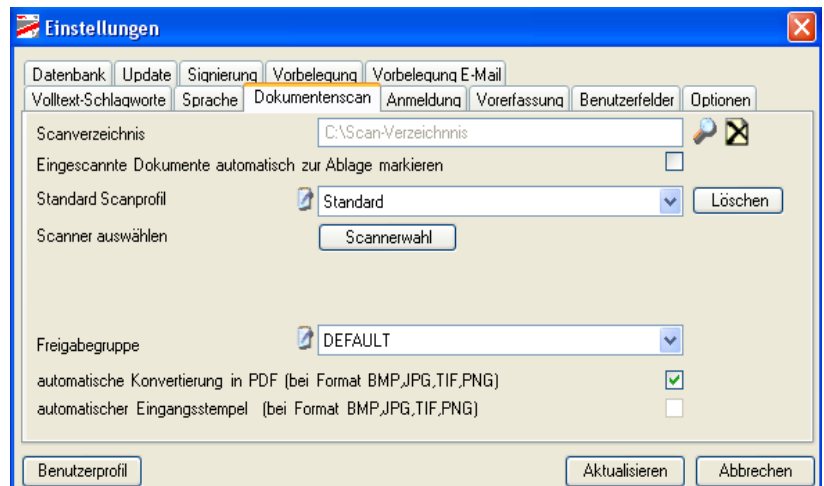 Einstellungen
Datenbank Update Signierung Vorbelegung Vorbelegung E-Mail
Volltext-Schlagworte Sprache Dokumentenscan Anmeldung Vorerfassung Benutzerfelder Optionen
Scanverzeichnis C:\Scan-Verzeichnnis
Eingescannte Dokumente automatisch zur Ablage markieren
Standard Scanprofil Standard Löschen
Scanner auswählen Scannerwahl
Freigabegruppe DEFAULT
automatische Konvertierung in PDF (bei Format BMP,JPG,TIF,PNG)
automatischer Eingangsstempel (bei Format BMP,JPG,TIF,PNG)
Benutzerprofil Aktualisieren Abbrechen